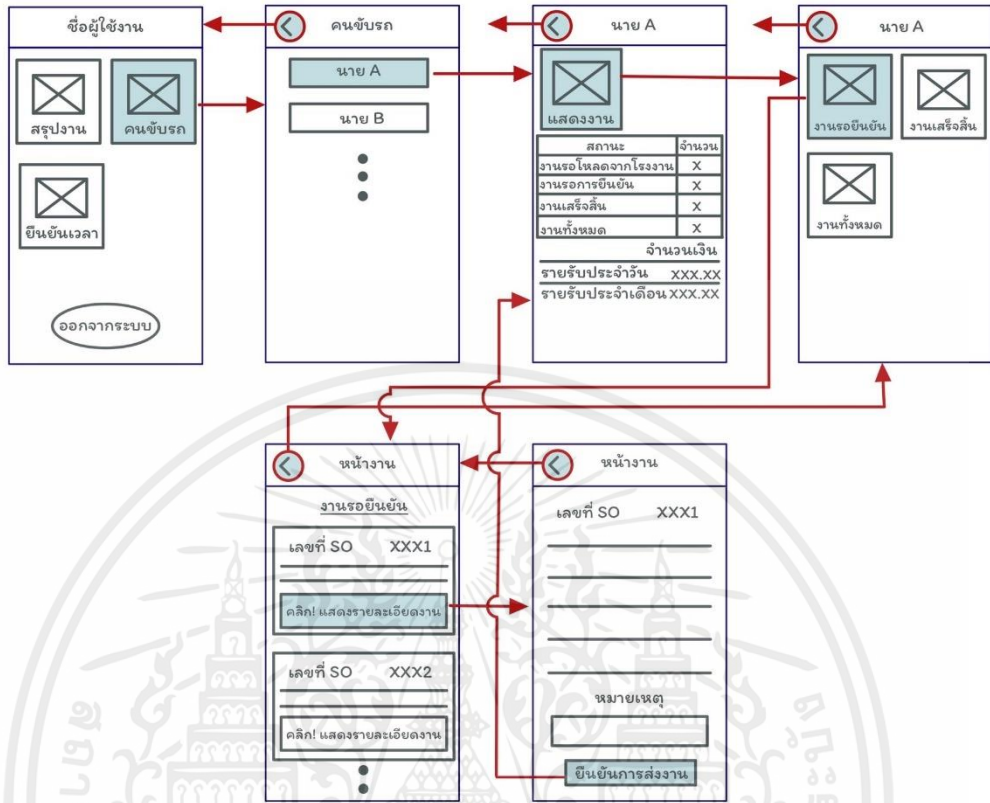 ชื่อผู้ใช้งาน
สรุปงาน
คนขับรถ
ยืนยันเวลา
ออกจากระบบ
คนขับรถ
นาย A
นาย B
นาย A
แสดงงาน
สถานะ จำนวน
งานรอโหลดจากโรงงาน X
งานรอการยืนยัน X
งานเสร็จสิ้น X
งานทั้งหมด X
จำนวนเงิน
รายรับประจำวัน XXX.XX
รายรับประจำเดือน XXX.XX
นาย A
งานรอยืนยัน
งานเสร็จสิ้น
งานทั้งหมด
หน้างาน
งานรอยืนยัน
เลขที่ SO XXX1
คลิก! แสดงรายละเอียดงาน
เลขที่ SO XXX2
คลิก! แสดงรายละเอียดงาน
หน้างาน
เลขที่ SO XXX1
หมายเหตุ
ยืนยันการส่งงาน